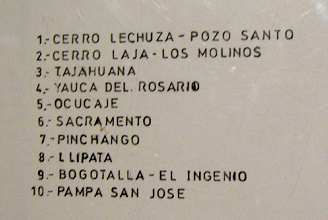 1.- CERRO LECHUZA - POZO SANTO
2.- CERRO LAJA - LOS MOLINOS
3.- TAJAHUANA
4.- YAUCA DEL. ROSARIO
5.- OCUCAJE
6.- SACRAMENTO
7.- PINCHANGO
8.- LLIPATA
9.- BOGOTALLA - EL INGENIO
10.- PAMPA SAN JOSE